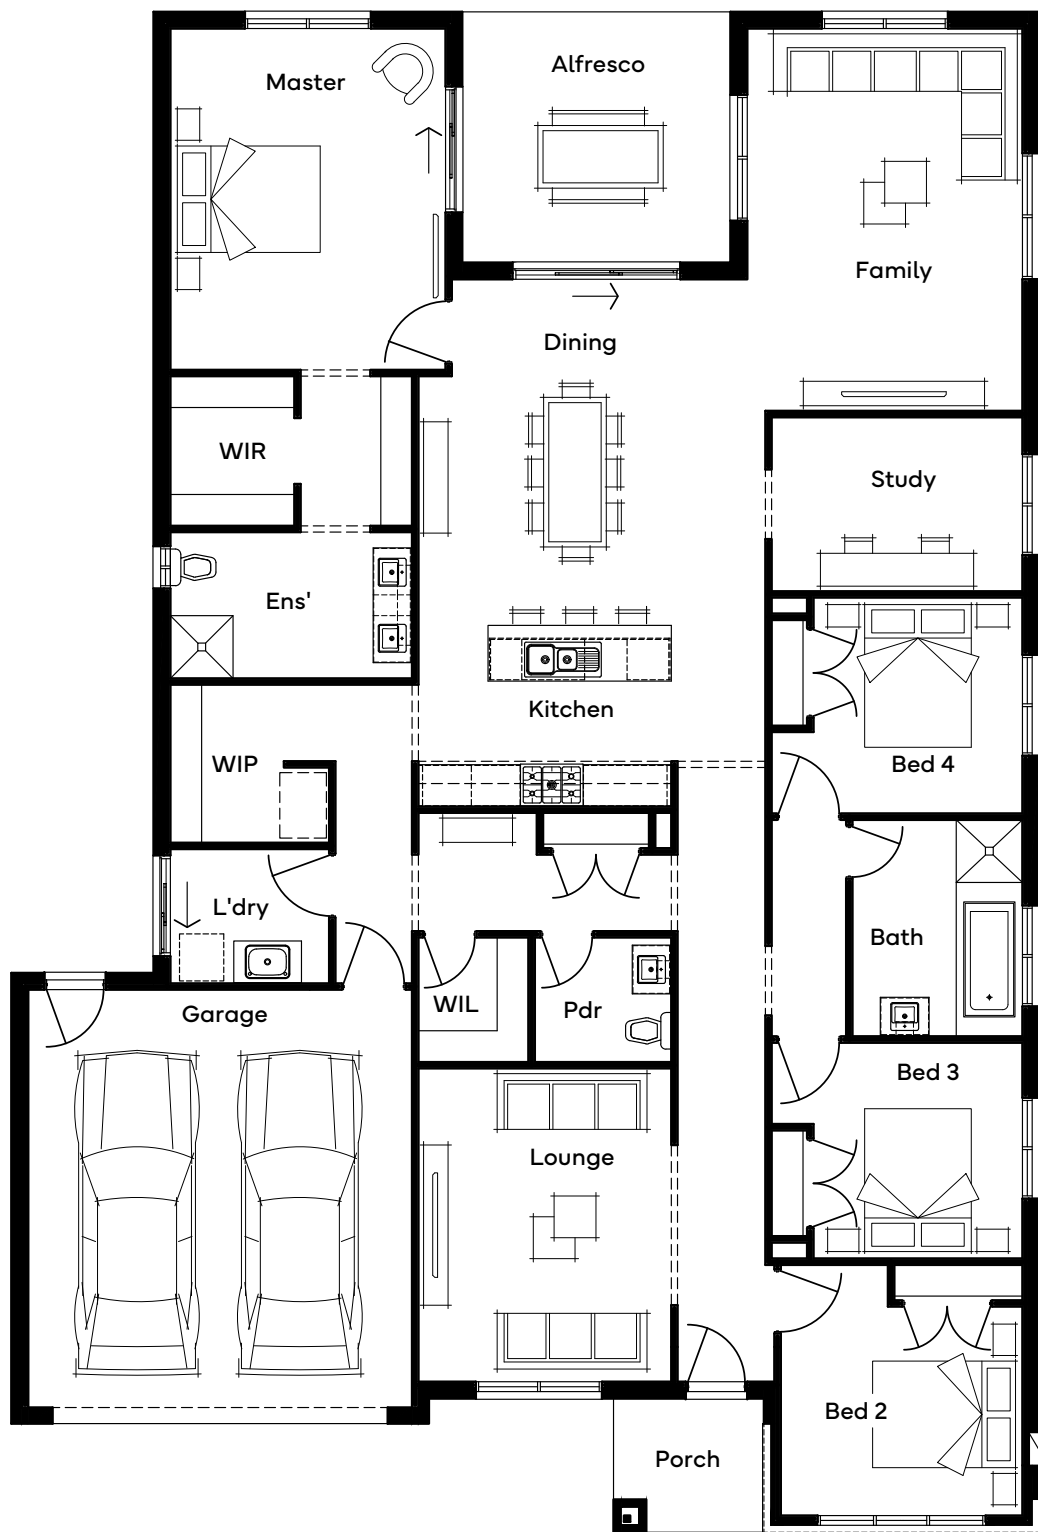 Alfresco
Master
Family
Dining
WIR
Study
Ens'
Kitchen
WIP
Bed 4
L'dry
Bath
WIL
Pdr
Garage
Bed 3
Lounge
Bed 2
Porch